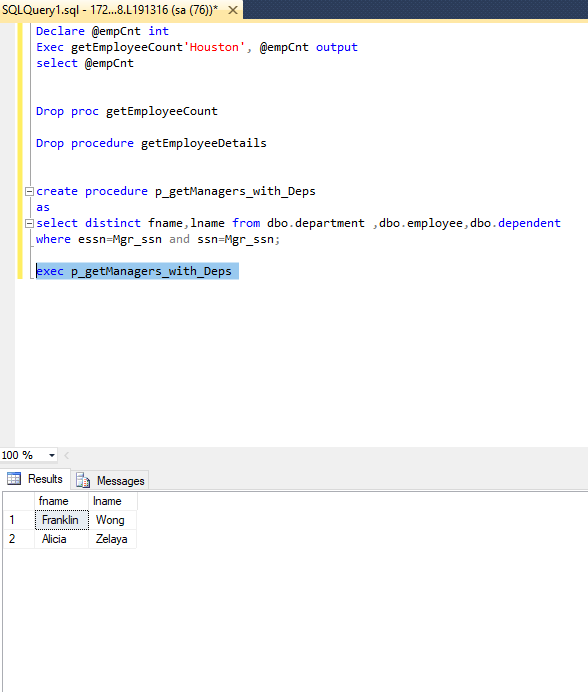 SQLQuery1.sql - 172...8.L191316 (sa (76))* ✕
Declare @empCnt int
Exec getEmployeeCount'Houston', @empCnt output
select @empCnt
Drop proc getEmployeeCount
Drop procedure getEmployeeDetails
create procedure p_getManagers_with_Deps
as
select distinct fname,lname from dbo.department ,dbo.employee,dbo.dependent
where essn=Mgr_ssn and ssn=Mgr_ssn;
exec p_getManagers_with_Deps
100 %
Results Messages
fname lname
1 Franklin Wong
2 Alicia Zelaya